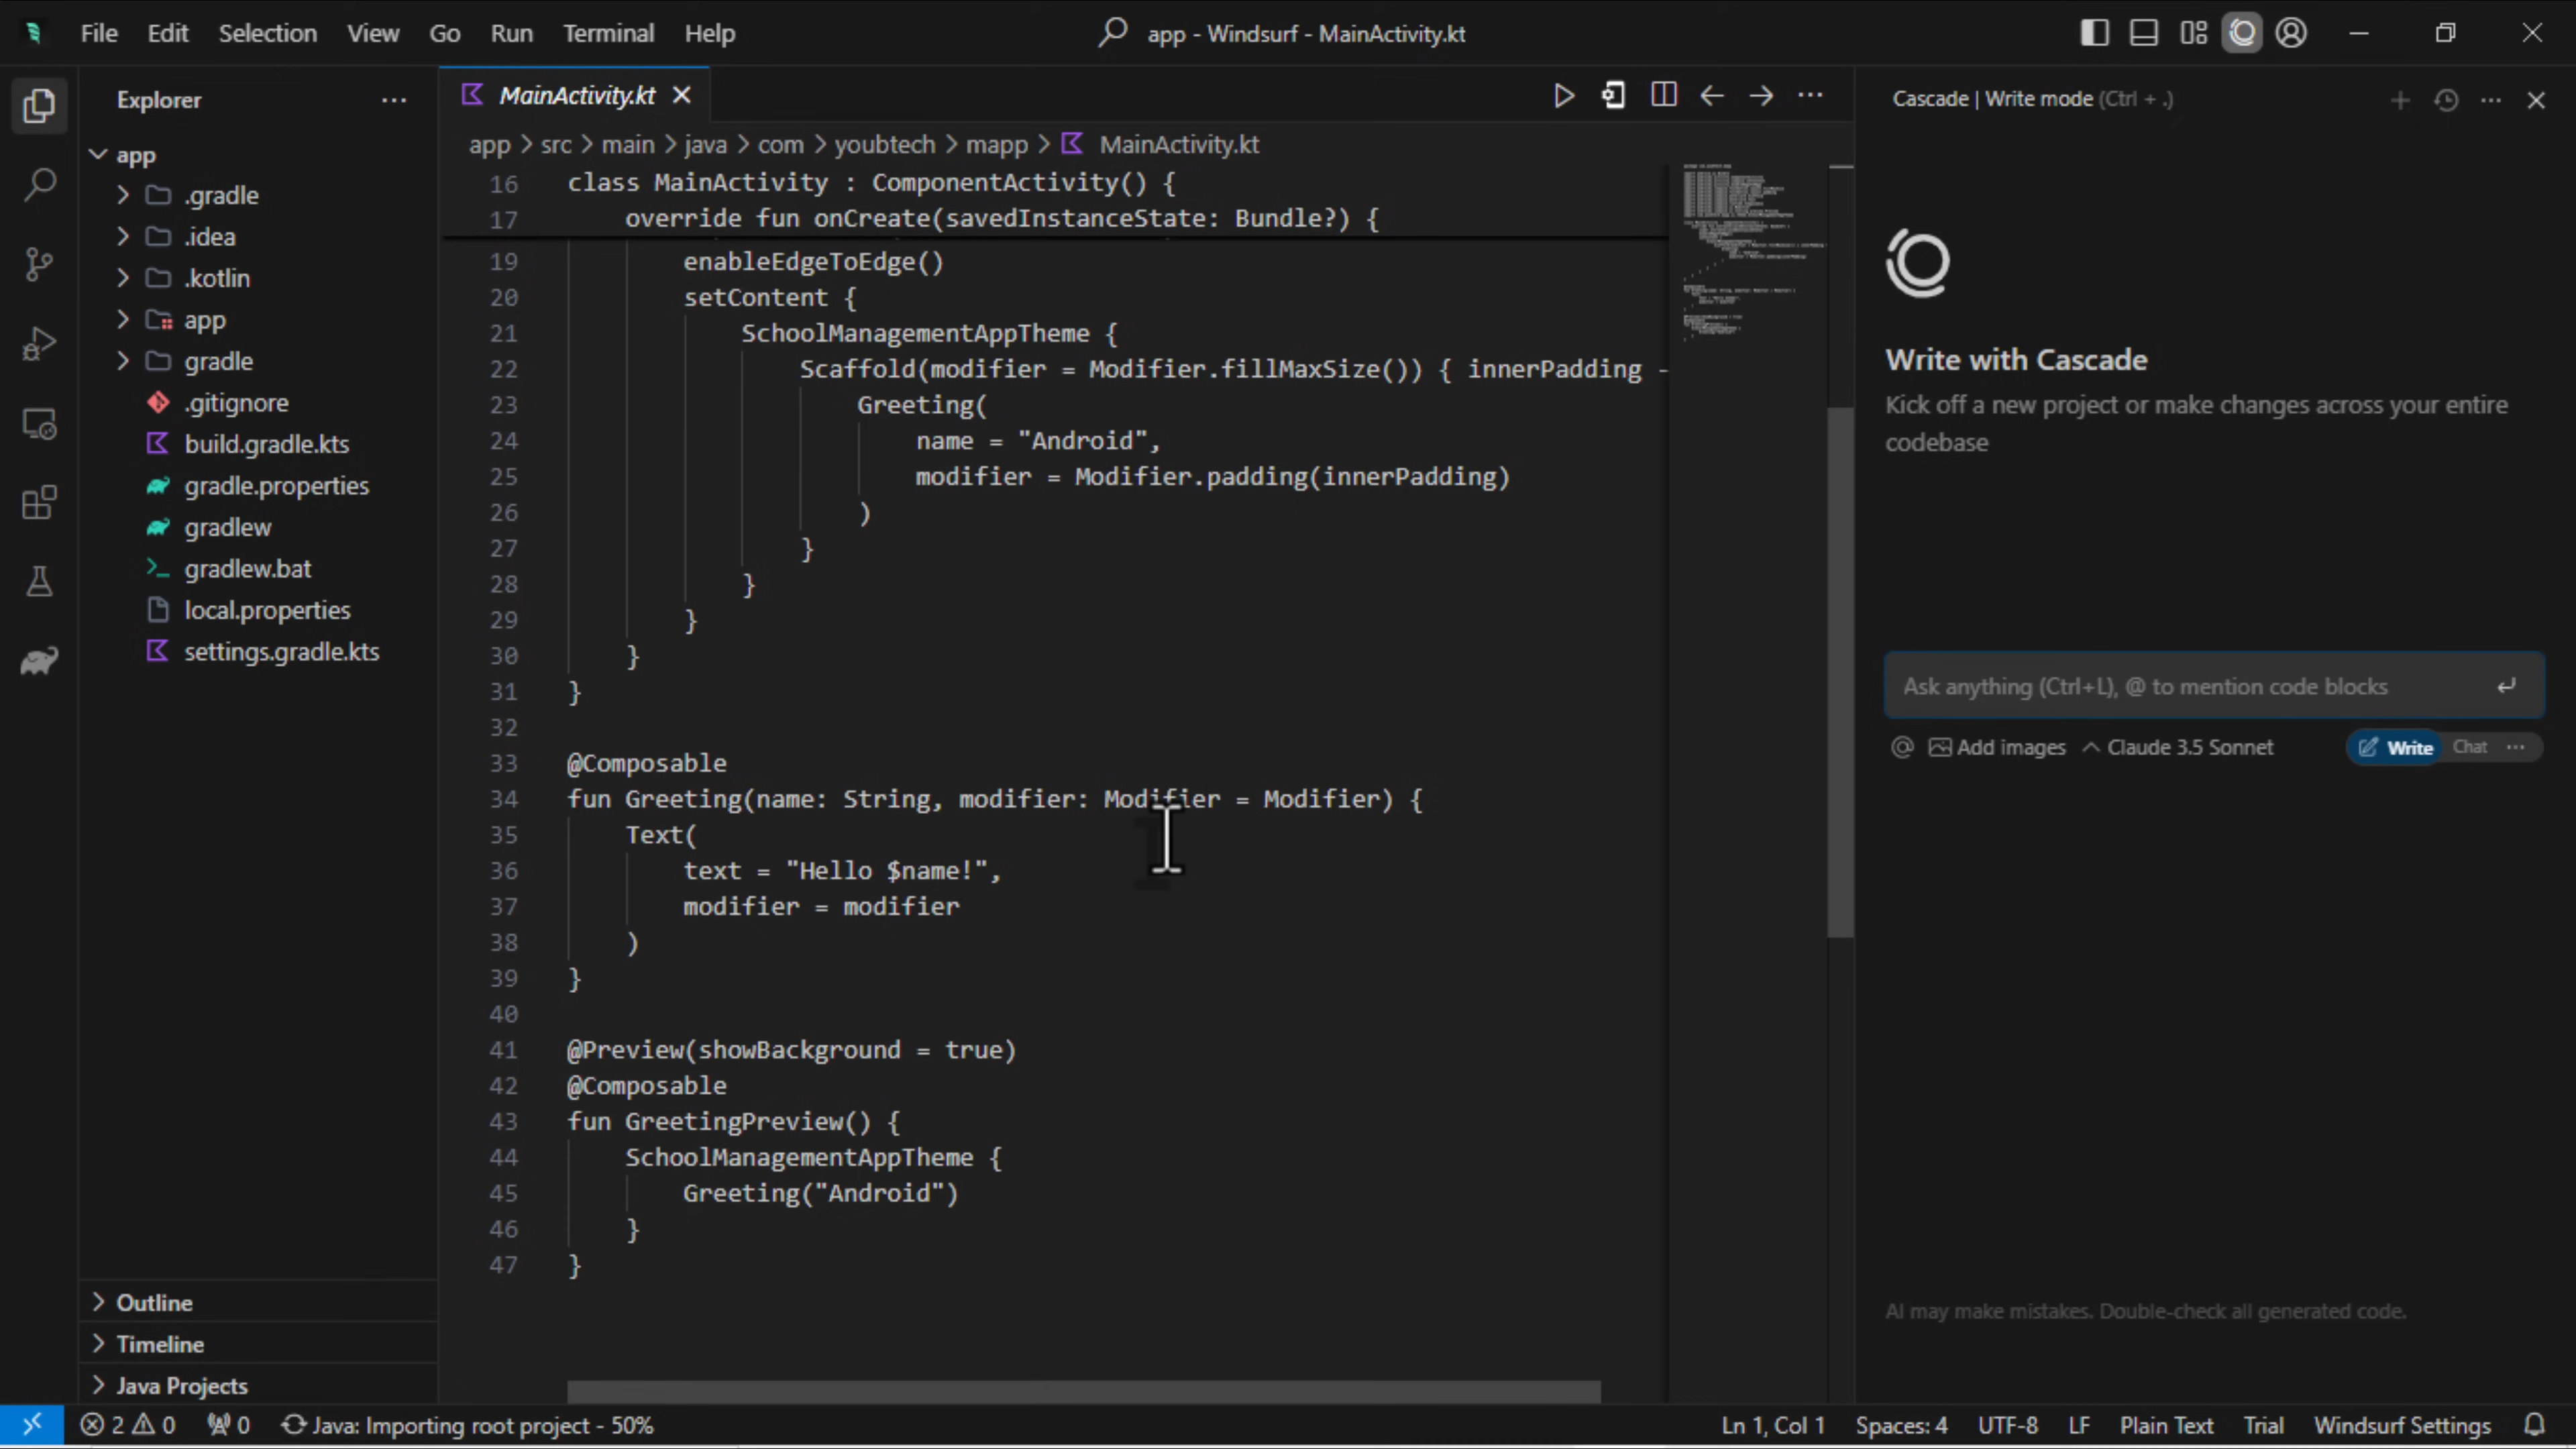 File Edit Selection View Go Run Terminal Help
app - Windsurf - MainActivity.kt
Explorer
app
.gradle
.idea
.kotlin
app
gradle
.gitignore
build.gradle.kts
gradle.properties
gradlew
gradlew.bat
local.properties
settings.gradle.kts
Outline
Timeline
Java Projects
MainActivity.kt
app > src > main > java > com > youbtech > mapp > MainActivity.kt
16 class MainActivity : ComponentActivity() {
17 override fun onCreate(savedInstanceState: Bundle?) {
19 enableEdgeToEdge()
20 setContent {
21 SchoolManagementAppTheme {
22 Scaffold(modifier = Modifier.fillMaxSize()) { innerPadding -
23 Greeting(
24 name = "Android",
25 modifier = Modifier.padding(innerPadding)
26 )
27 }
28 }
29 }
30 }
31 }
32
33 @Composable
34 fun Greeting(name: String, modifier: Modifier = Modifier) {
35 Text(
36 text = "Hello $name!",
37 modifier = modifier
38 )
39 }
40
41 @Preview(showBackground = true)
42 @Composable
43 fun GreetingPreview() {
44 SchoolManagementAppTheme {
45 Greeting("Android")
46 }
47 }
Cascade | Write mode (Ctrl + .)
Write with Cascade
Kick off a new project or make changes across your entire
codebase
Ask anything (Ctrl+L), @ to mention code blocks
Add images Claude 3.5 Sonnet Write Chat
AI may make mistakes. Double-check all generated code.
2 0 0 Java: Importing root project - 50% Ln 1, Col 1 Spaces: 4 UTF-8 LF Plain Text Trial Windsurf Settings